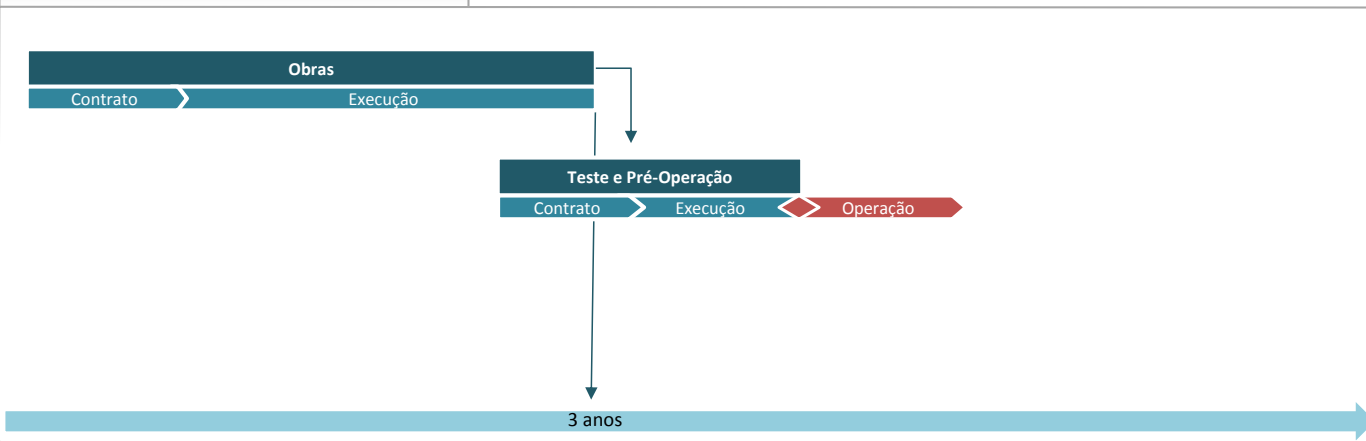 Obras
Contrato
Execução
Teste e Pré-Operação
Contrato
Execução
Operação
3 anos